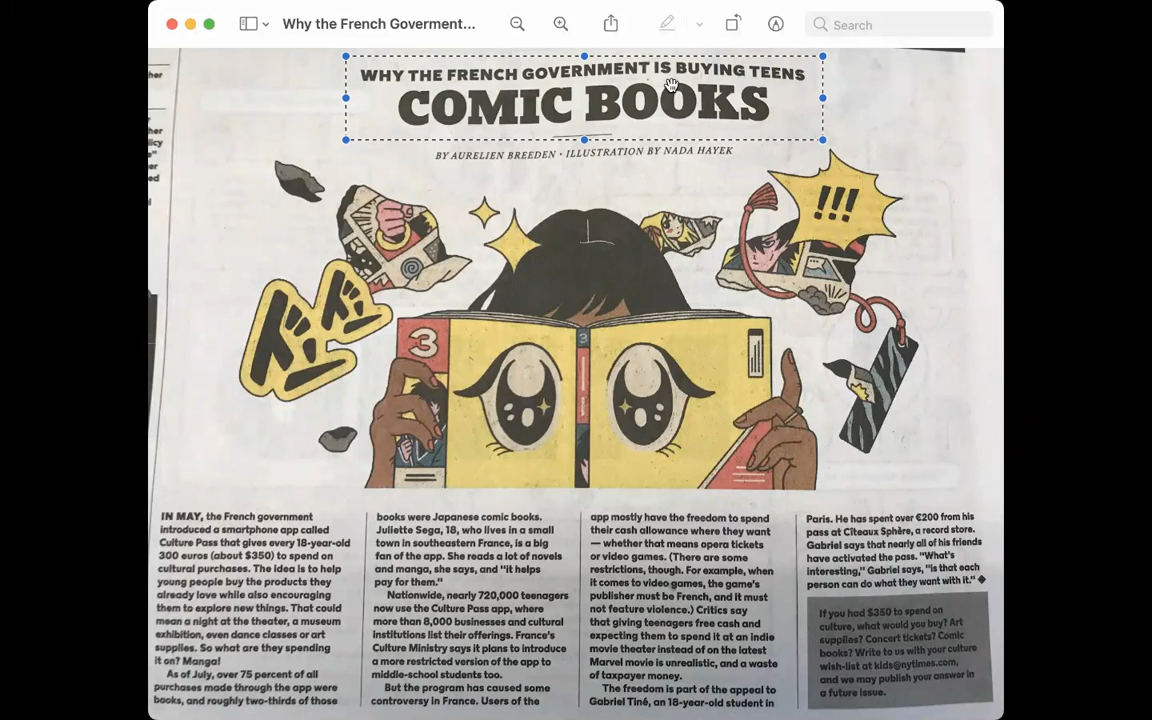 Why the French Goverment...
Search
WHY THE FRENCH GOVERNMENT IS BUYING TEENS
COMIC BOOKS
BY AURELIEN BREEDEN • ILLUSTRATION BY NADA HAYEK
!!!
ドド
3
3
her
her
licy
e"
er
ed
IN MAY, the French government
introduced a smartphone app called
Culture Pass that gives every 18-year-old
300 euros (about $350) to spend on
cultural purchases. The idea is to help
young people buy the products they
already love while also encouraging
them to explore new things. That could
mean a night at the theater, a museum
exhibition, even dance classes or art
supplies. So what are they spending
it on? Manga!
As of July, over 75 percent of all
purchases made through the app were
books, and roughly two-thirds of those
books were Japanese comic books.
Juliette Sega, 18, who lives in a small
town in southeastern France, is a big
fan of the app. She reads a lot of novels
and manga, she says, and "it helps
pay for them."
Nationwide, nearly 720,000 teenagers
now use the Culture Pass app, where
more than 8,000 businesses and cultural
institutions list their offerings. France's
Culture Ministry says it plans to introduce
a more restricted version of the app to
middle-school students too.
But the program has caused some
controversy in France. Users of the
app mostly have the freedom to spend
their cash allowance where they want
— whether that means opera tickets
or video games. (There are some
restrictions, though. For example, when
it comes to video games, the game's
publisher must be French, and it must
not feature violence.) Critics say
that giving teenagers free cash and
expecting them to spend it at an indie
movie theater instead of on the latest
Marvel movie is unrealistic, and a waste
of taxpayer money.
The freedom is part of the appeal to
Gabriel Tiné, an 18-year-old student in
Paris. He has spent over €200 from his
pass at Cîteaux Sphère, a record store.
Gabriel says that nearly all of his friends
have activated the pass. "What's
interesting," Gabriel says, "is that each
person can do what they want with it." ◆
If you had $350 to spend on
culture, what would you buy? Art
supplies? Concert tickets? Comic
books? Write to us with your culture
wish-list at kids@nytimes.com,
and we may publish your answer in
a future issue.